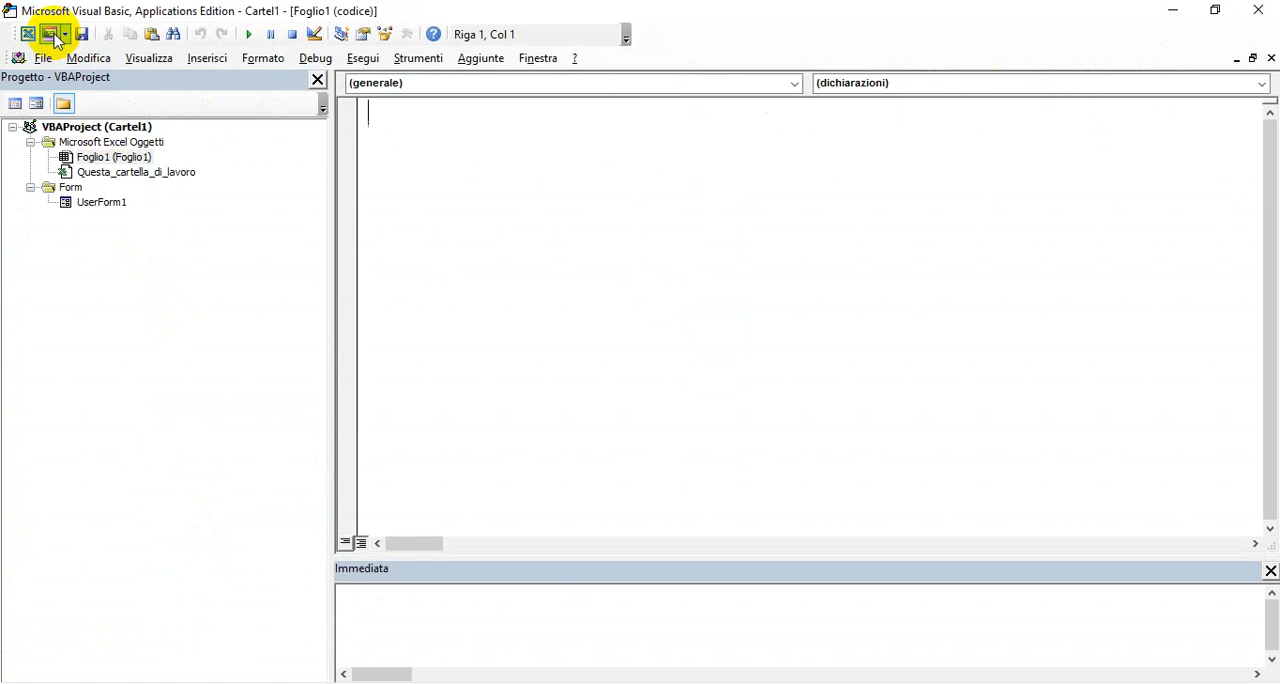 Microsoft Visual Basic, Applications Edition - Cartel1 - [Foglio1 (codice)]
Riga 1, Col 1
File Modifica Visualizza Inserisci Formato Debug Esegui Strumenti Aggiunte Finestra ?
Progetto - VBAProject
(generale) (dichiarazioni)
VBAProject (Cartel1)
Microsoft Excel Oggetti
Foglio1 (Foglio1)
Questa_cartella_di_lavoro
Form
UserForm1
Immediata